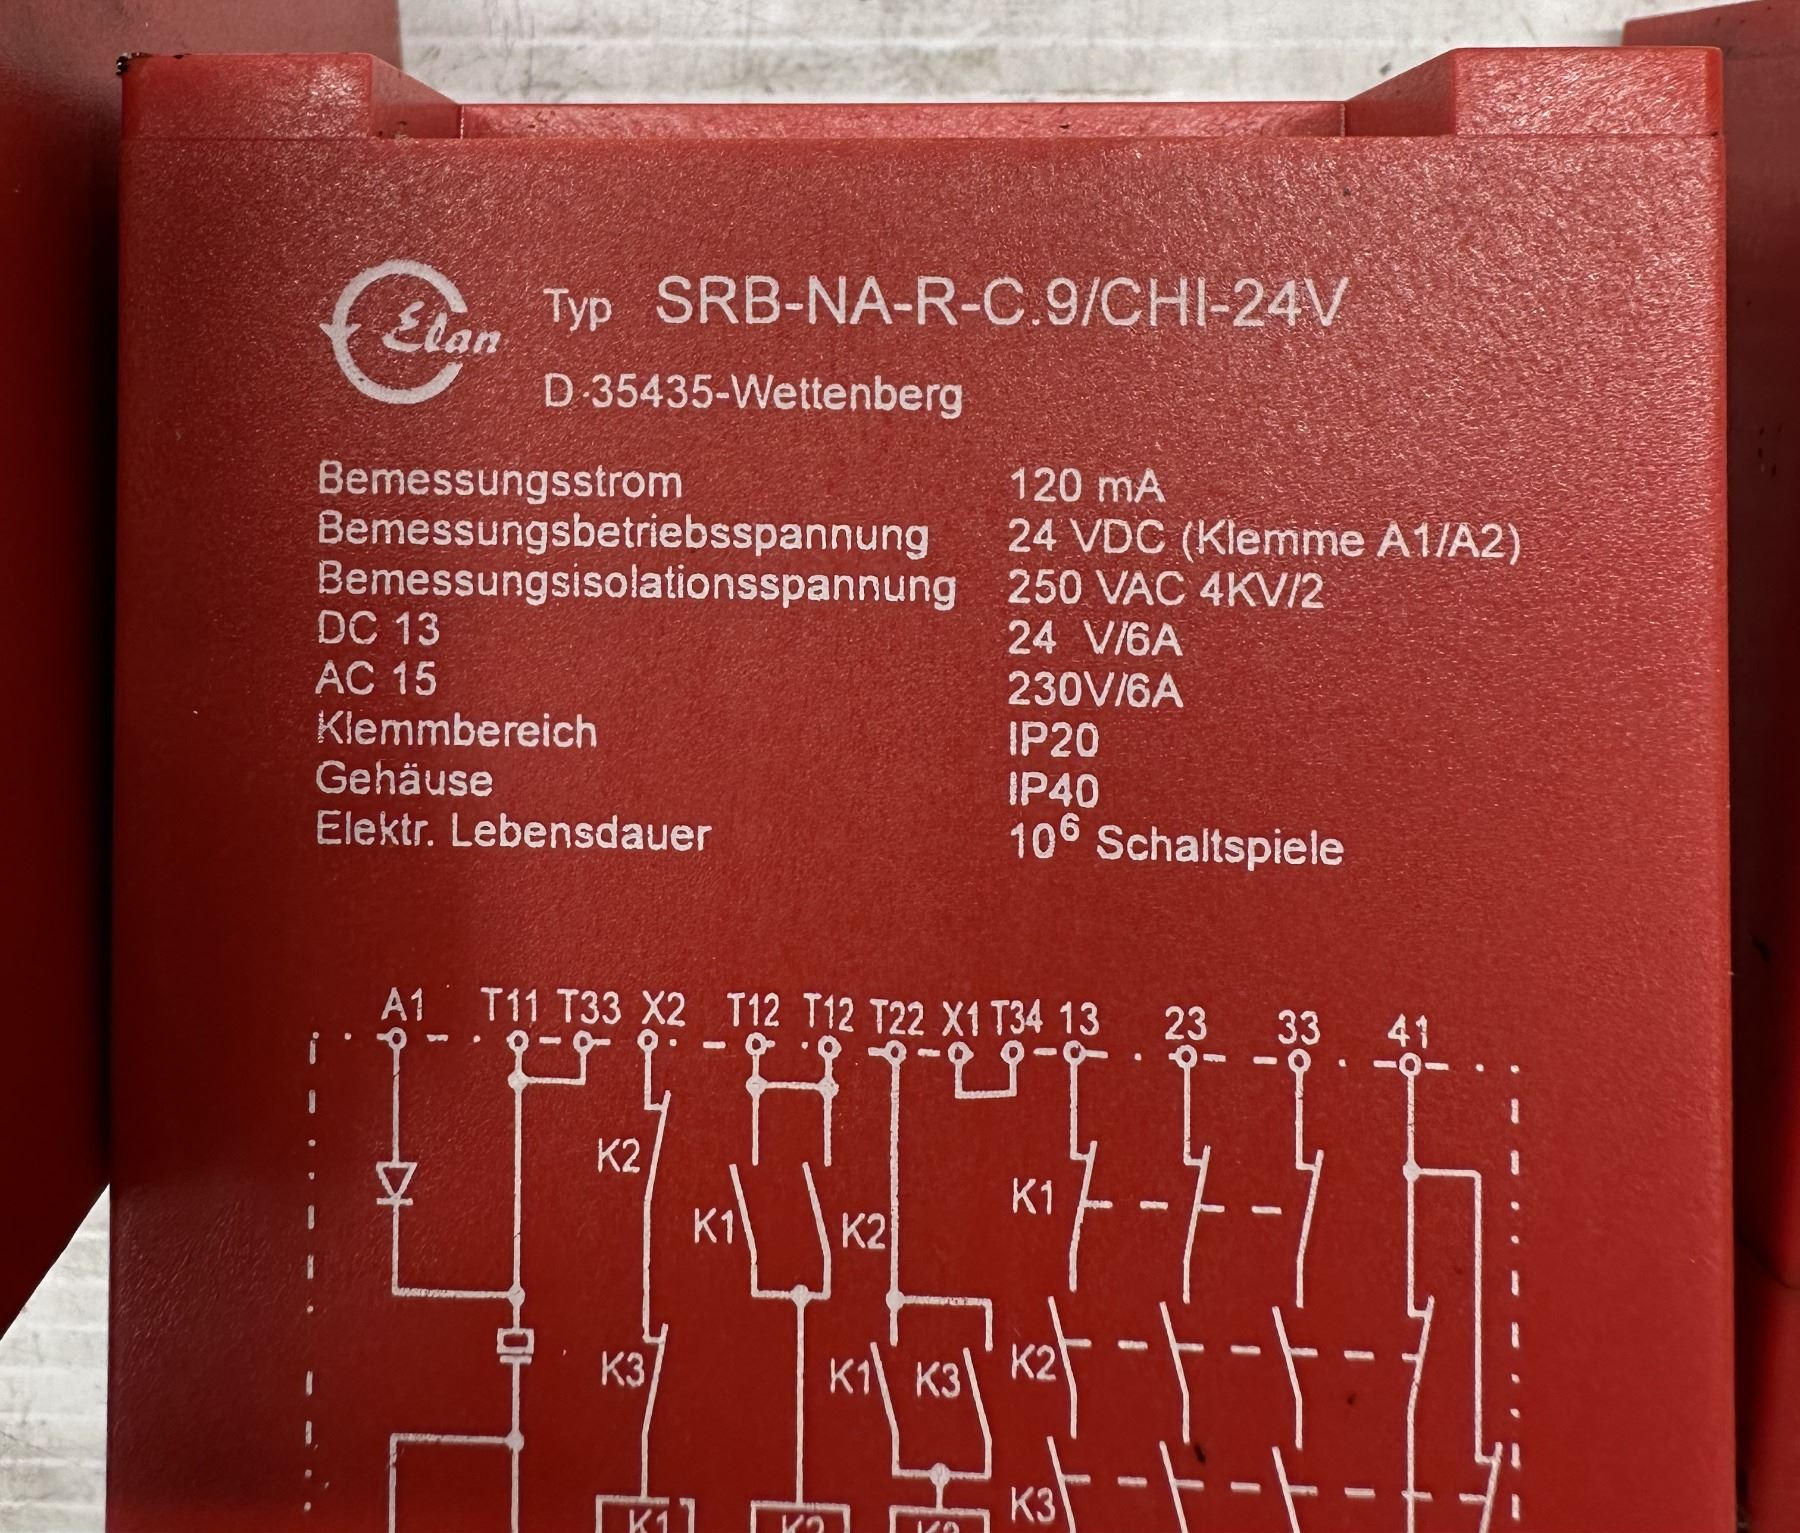 Elan
Typ SRB-NA-R-C.9/CHI-24V
D-35435-Wettenberg
Bemessungsstrom 120 mA
Bemessungsbetriebsspannung 24 VDC (Klemme A1/A2)
Bemessungsisolationsspannung 250 VAC 4KV/2
DC 13 24 V/6A
AC 15 230V/6A
Klemmbereich IP20
Gehäuse IP40
Elektr. Lebensdauer 10⁶ Schaltspiele
A1 T11 T33 X2 T12 T12 T22 X1 T34 13 23 33 41
K2 K1 K2 K1
K3 K1 K3 K2
K3
K1 K2